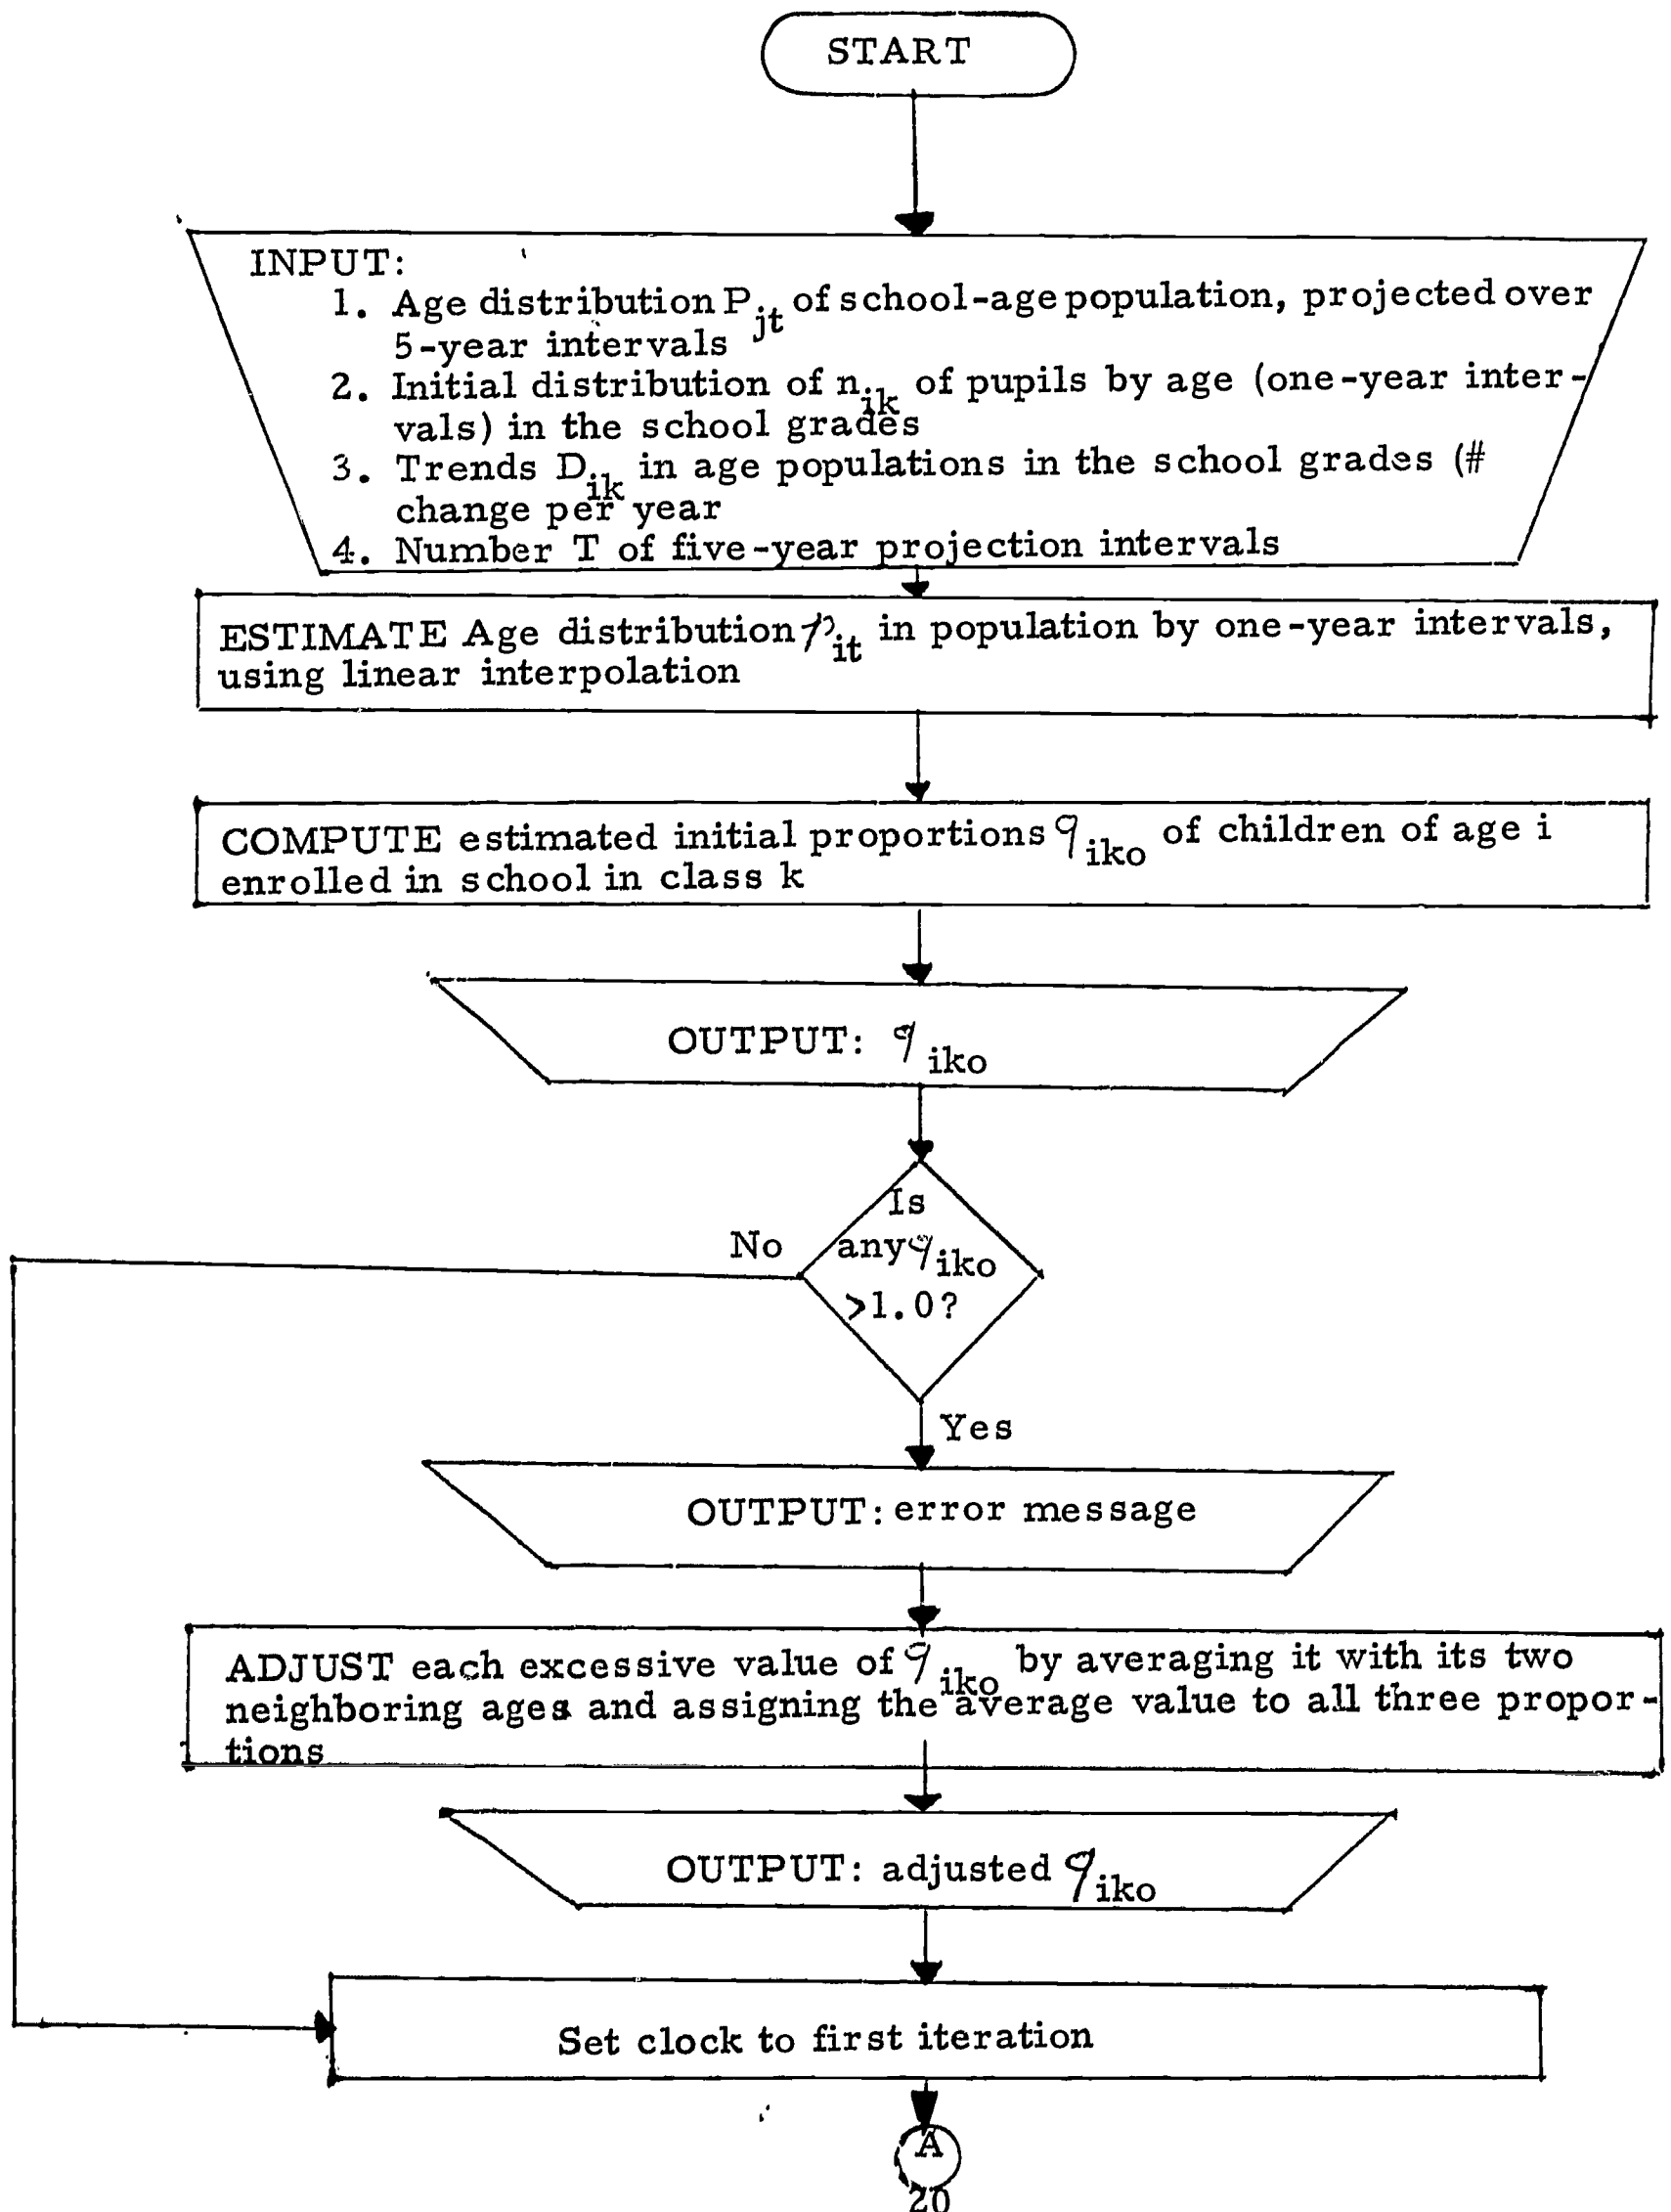 START
INPUT:
1. Age distribution P_jt of school-age population, projected over
5-year intervals
2. Initial distribution of n_ik of pupils by age (one-year inter-
vals) in the school grades
3. Trends D_ik in age populations in the school grades (#
change per year
4. Number T of five-year projection intervals
ESTIMATE Age distribution p_it in population by one-year intervals,
using linear interpolation
COMPUTE estimated initial proportions q_iko of children of age i
enrolled in school in class k
OUTPUT: q_iko
Is
any q_iko
>1.0?
No
Yes
OUTPUT: error message
ADJUST each excessive value of q_iko by averaging it with its two
neighboring ages and assigning the average value to all three propor-
tions
OUTPUT: adjusted q_iko
Set clock to first iteration
A
20